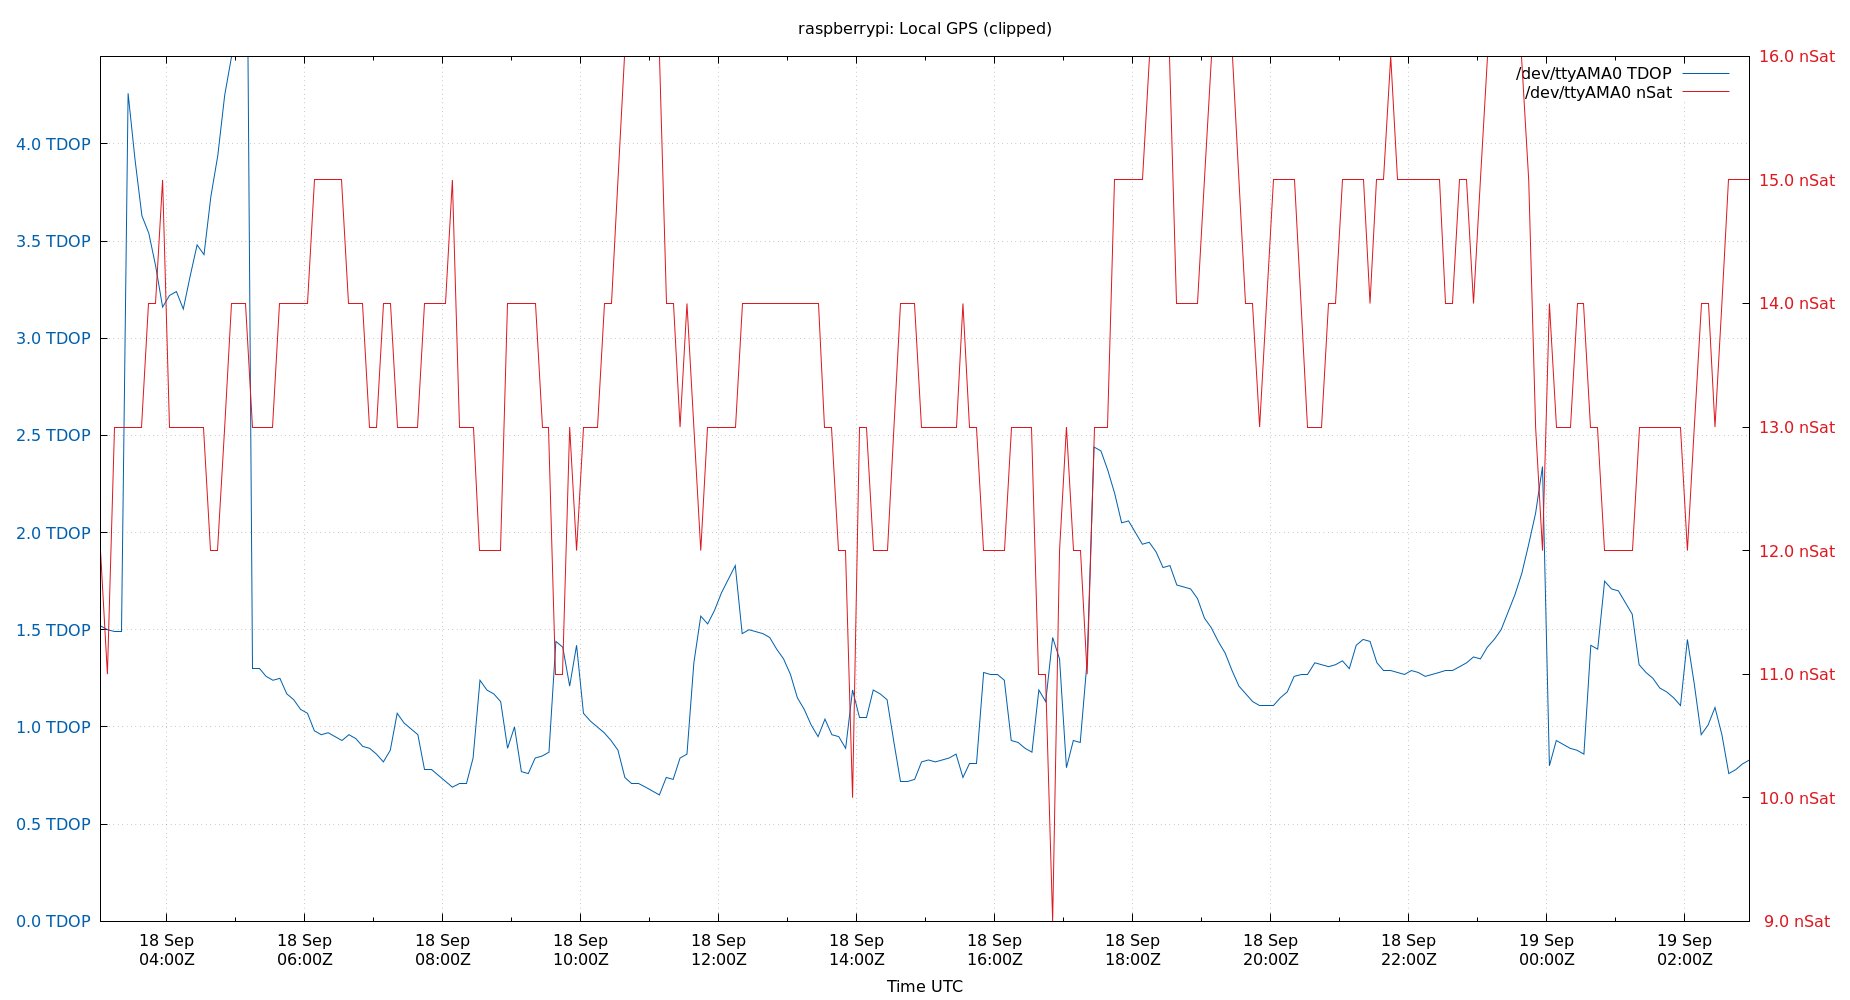 raspberrypi: Local GPS (clipped)
/dev/ttyAMA0 TDOP
/dev/ttyAMA0 nSat
4.0 TDOP
3.5 TDOP
3.0 TDOP
2.5 TDOP
2.0 TDOP
1.5 TDOP
1.0 TDOP
0.5 TDOP
0.0 TDOP
16.0 nSat
15.0 nSat
14.0 nSat
13.0 nSat
12.0 nSat
11.0 nSat
10.0 nSat
9.0 nSat
18 Sep
04:00Z
18 Sep
06:00Z
18 Sep
08:00Z
18 Sep
10:00Z
18 Sep
12:00Z
18 Sep
14:00Z
18 Sep
16:00Z
18 Sep
18:00Z
18 Sep
20:00Z
18 Sep
22:00Z
19 Sep
00:00Z
19 Sep
02:00Z
Time UTC